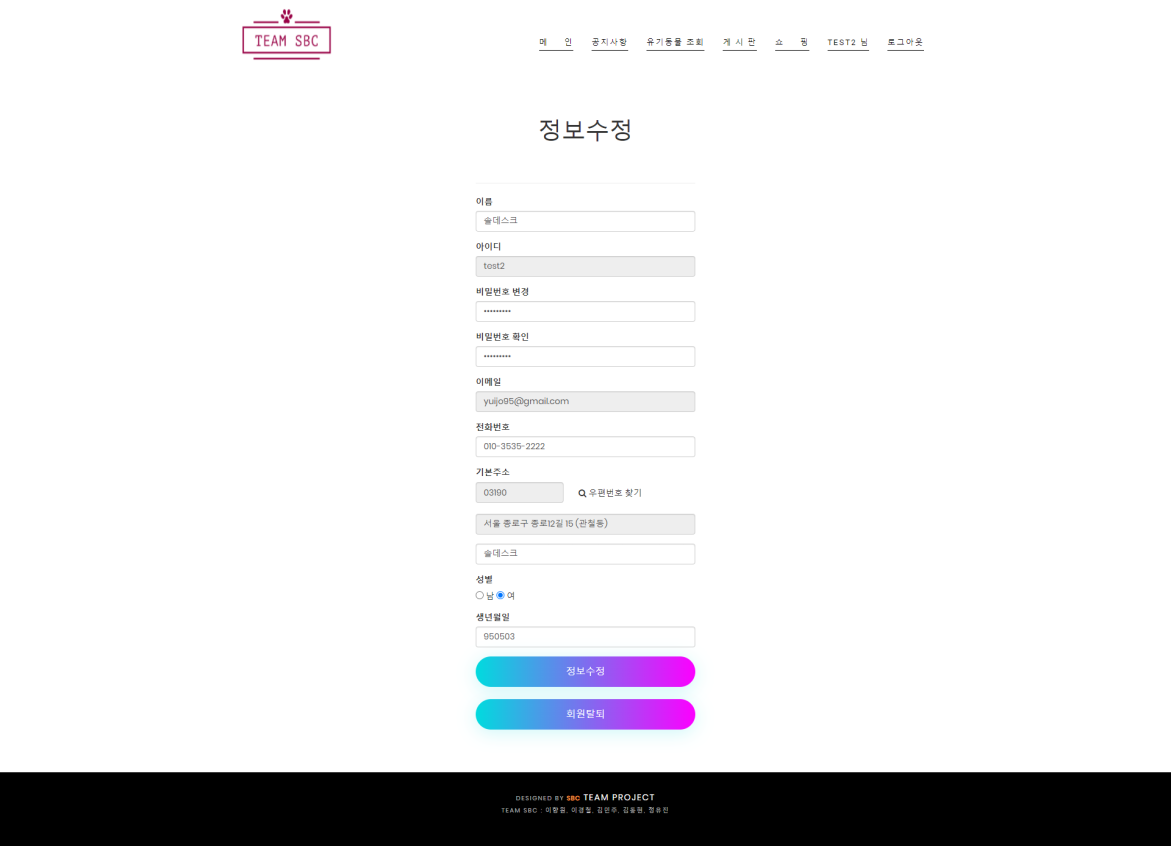 TEAM SBC
메 인 공지사항 유기동물 조회 게 시 판 쇼 핑 TEST2 님 로그아웃
정보수정
이름
솔데스크
아이디
test2
비밀번호 변경
•••••••••
비밀번호 확인
•••••••••
이메일
yuijo95@gmail.com
전화번호
010-3535-2222
기본주소
03190 우편번호 찾기
서울 종로구 종로12길 15 (관철동)
솔데스크
성별
남 여
생년월일
950503
정보수정
회원탈퇴
DESIGNED BY SBC TEAM PROJECT
TEAM SBC : 이경철, 김민주, 김동현, 정유진